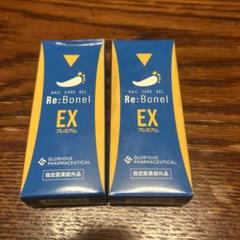 NAIL CARE GEL
Re:Bonel
EX
プレミアム
GLORIOUS
PHARMACEUTICAL
指定医薬部外品
NAIL CARE GEL
Re:Bonel
EX
プレミアム
GLORIOUS
PHARMACEUTICAL
指定医薬部外品